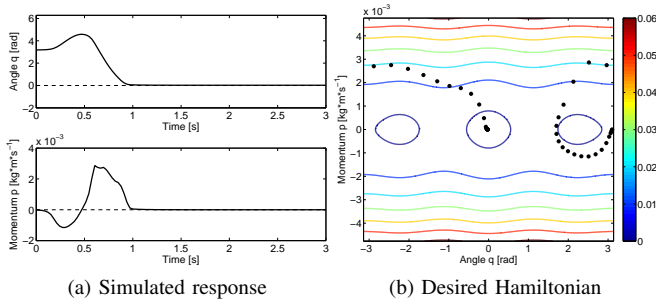 6
4
2
0
−2
0 0.5 1 1.5 2 2.5 3
Angle q [rad]
Time [s]
x 10⁻³
4
2
0
−2
0 0.5 1 1.5 2 2.5 3
Momentum p [kg*m*s⁻¹]
Time [s]
(a) Simulated response
x 10⁻³
4
3
2
1
0
−1
−2
−3
−4
−3 −2 −1 0 1 2 3
Momentum p [kg*m*s⁻¹]
Angle q [rad]
0.06
0.05
0.04
0.03
0.02
0.01
0
(b) Desired Hamiltonian